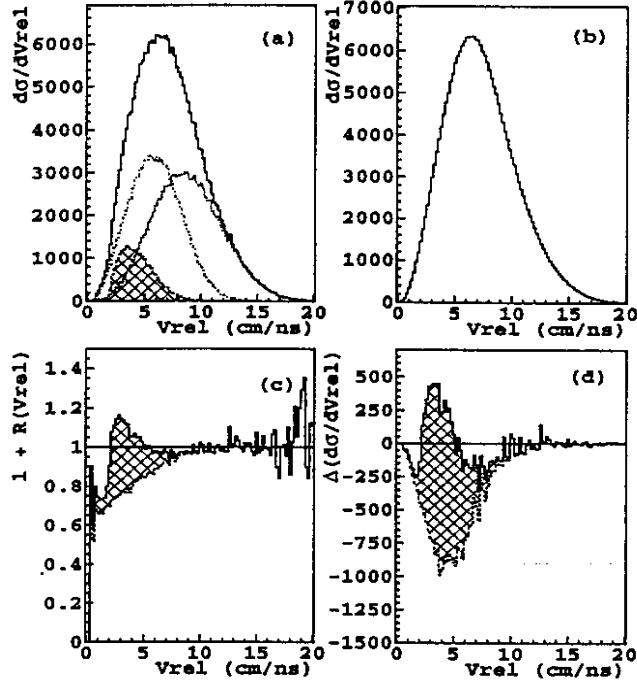 (a)
dσ/dVrel
6000
5000
4000
3000
2000
1000
0
0 5 10 15 20
Vrel (cm/ns)
(b)
dσ/dVrel
7000
6000
5000
4000
3000
2000
1000
0
0 5 10 15 20
Vrel (cm/ns)
(c)
1 + R(Vrel)
1.4
1.2
1
0.8
0.6
0.4
0.2
0
0 5 10 15 20
Vrel (cm/ns)
(d)
Δ(dσ/dVrel)
500
250
0
-250
-500
-750
-1000
-1250
-1500
0 5 10 15 20
Vrel (cm/ns)